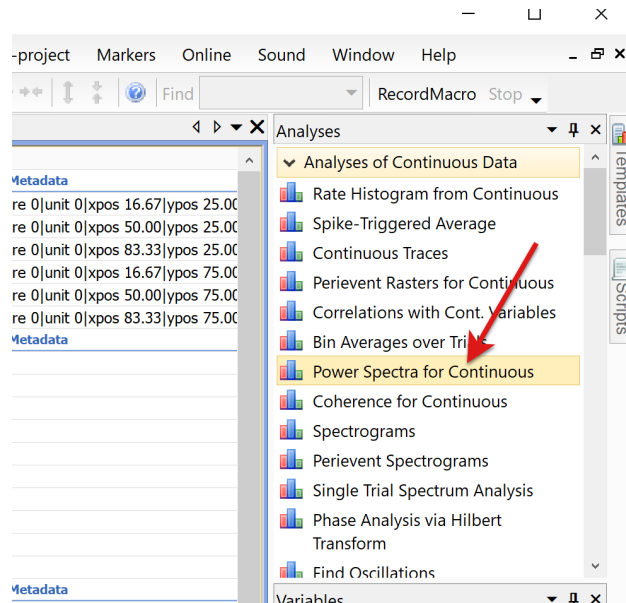 -project Markers Online Sound Window Help
Find RecordMacro Stop
Analyses
Analyses of Continuous Data
Metadata
Rate Histogram from Continuous
re 0|unit 0|xpos 16.67|ypos 25.00
Spike-Triggered Average
re 0|unit 0|xpos 50.00|ypos 25.00
re 0|unit 0|xpos 83.33|ypos 25.00
Continuous Traces
re 0|unit 0|xpos 16.67|ypos 75.00
Perievent Rasters for Continuous
re 0|unit 0|xpos 50.00|ypos 75.00
Correlations with Cont. Variables
re 0|unit 0|xpos 83.33|ypos 75.00
Metadata
Bin Averages over Trials
Power Spectra for Continuous
Coherence for Continuous
Spectrograms
Perievent Spectrograms
Single Trial Spectrum Analysis
Phase Analysis via Hilbert
Transform
Find Oscillations
Metadata
Variables
Templates
Scripts